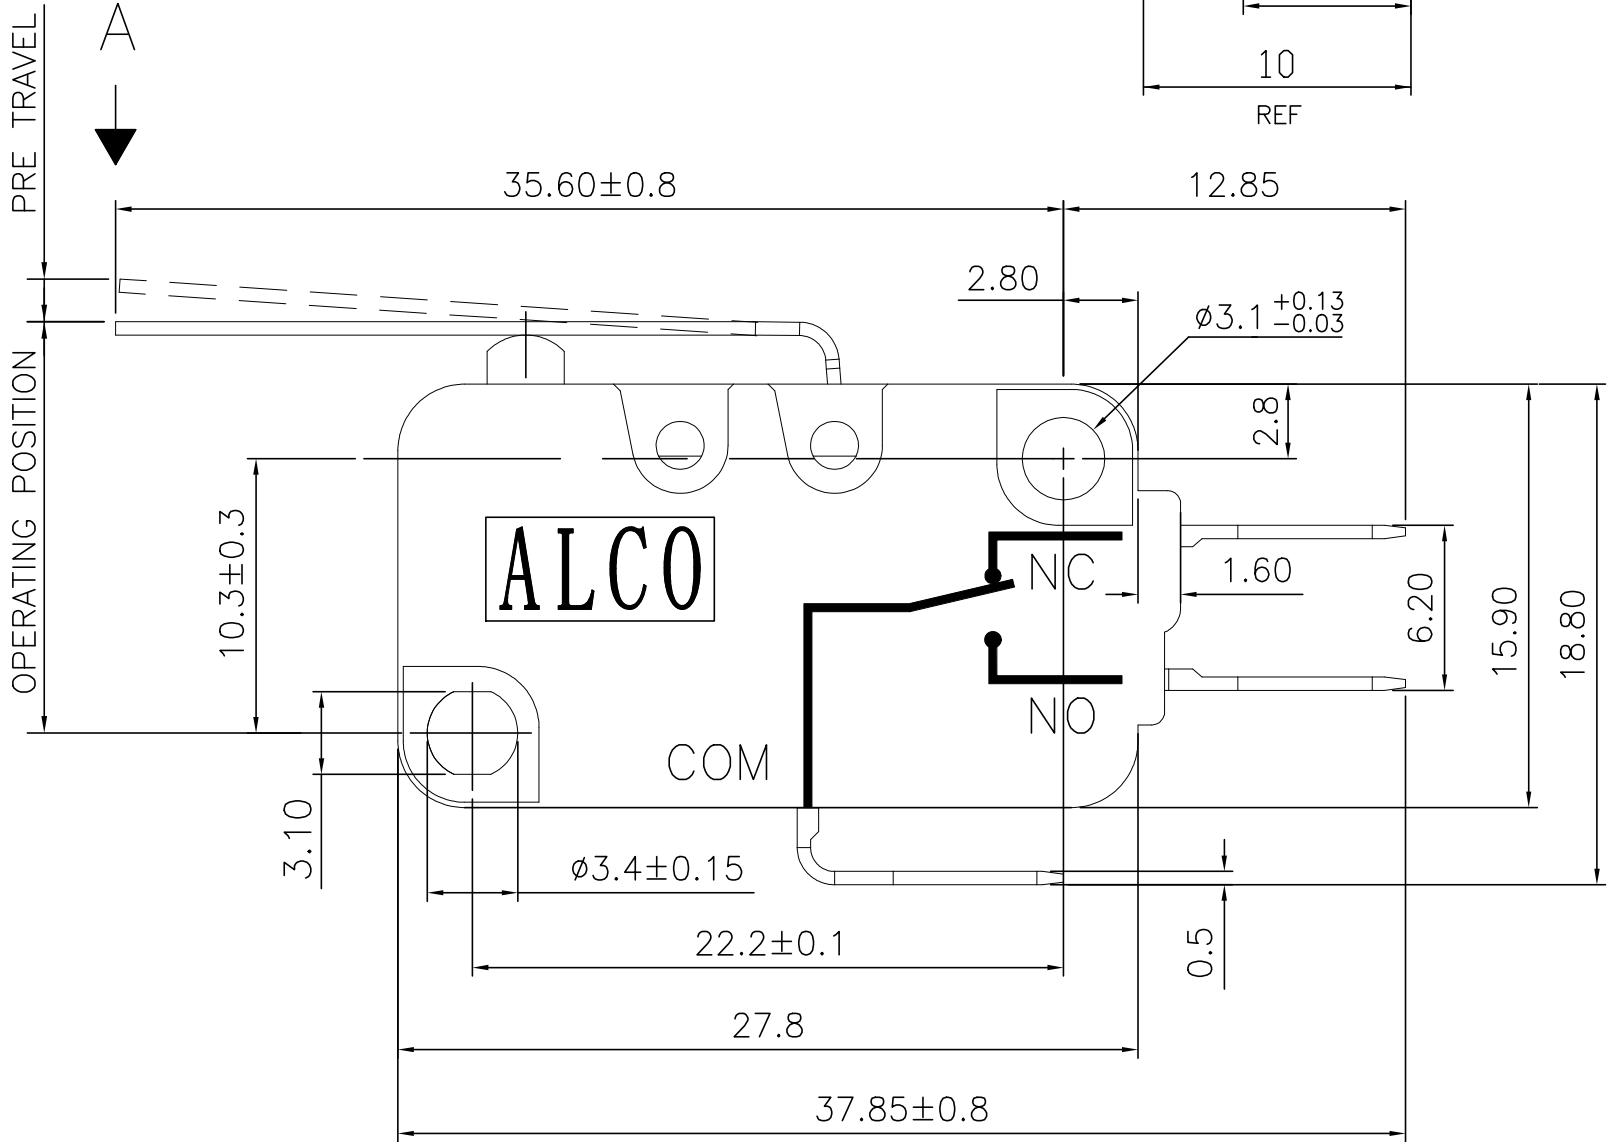 PRE TRAVEL
A
10
REF
35.60±0.8
12.85
2.80
ø3.1 +0.13
-0.03
2.8
OPERATING POSITION
10.3±0.3
ALCO
NC
1.60
6.20
15.90
18.80
NO
COM
3.10
ø3.4±0.15
22.2±0.1
0.5
27.8
37.85±0.8